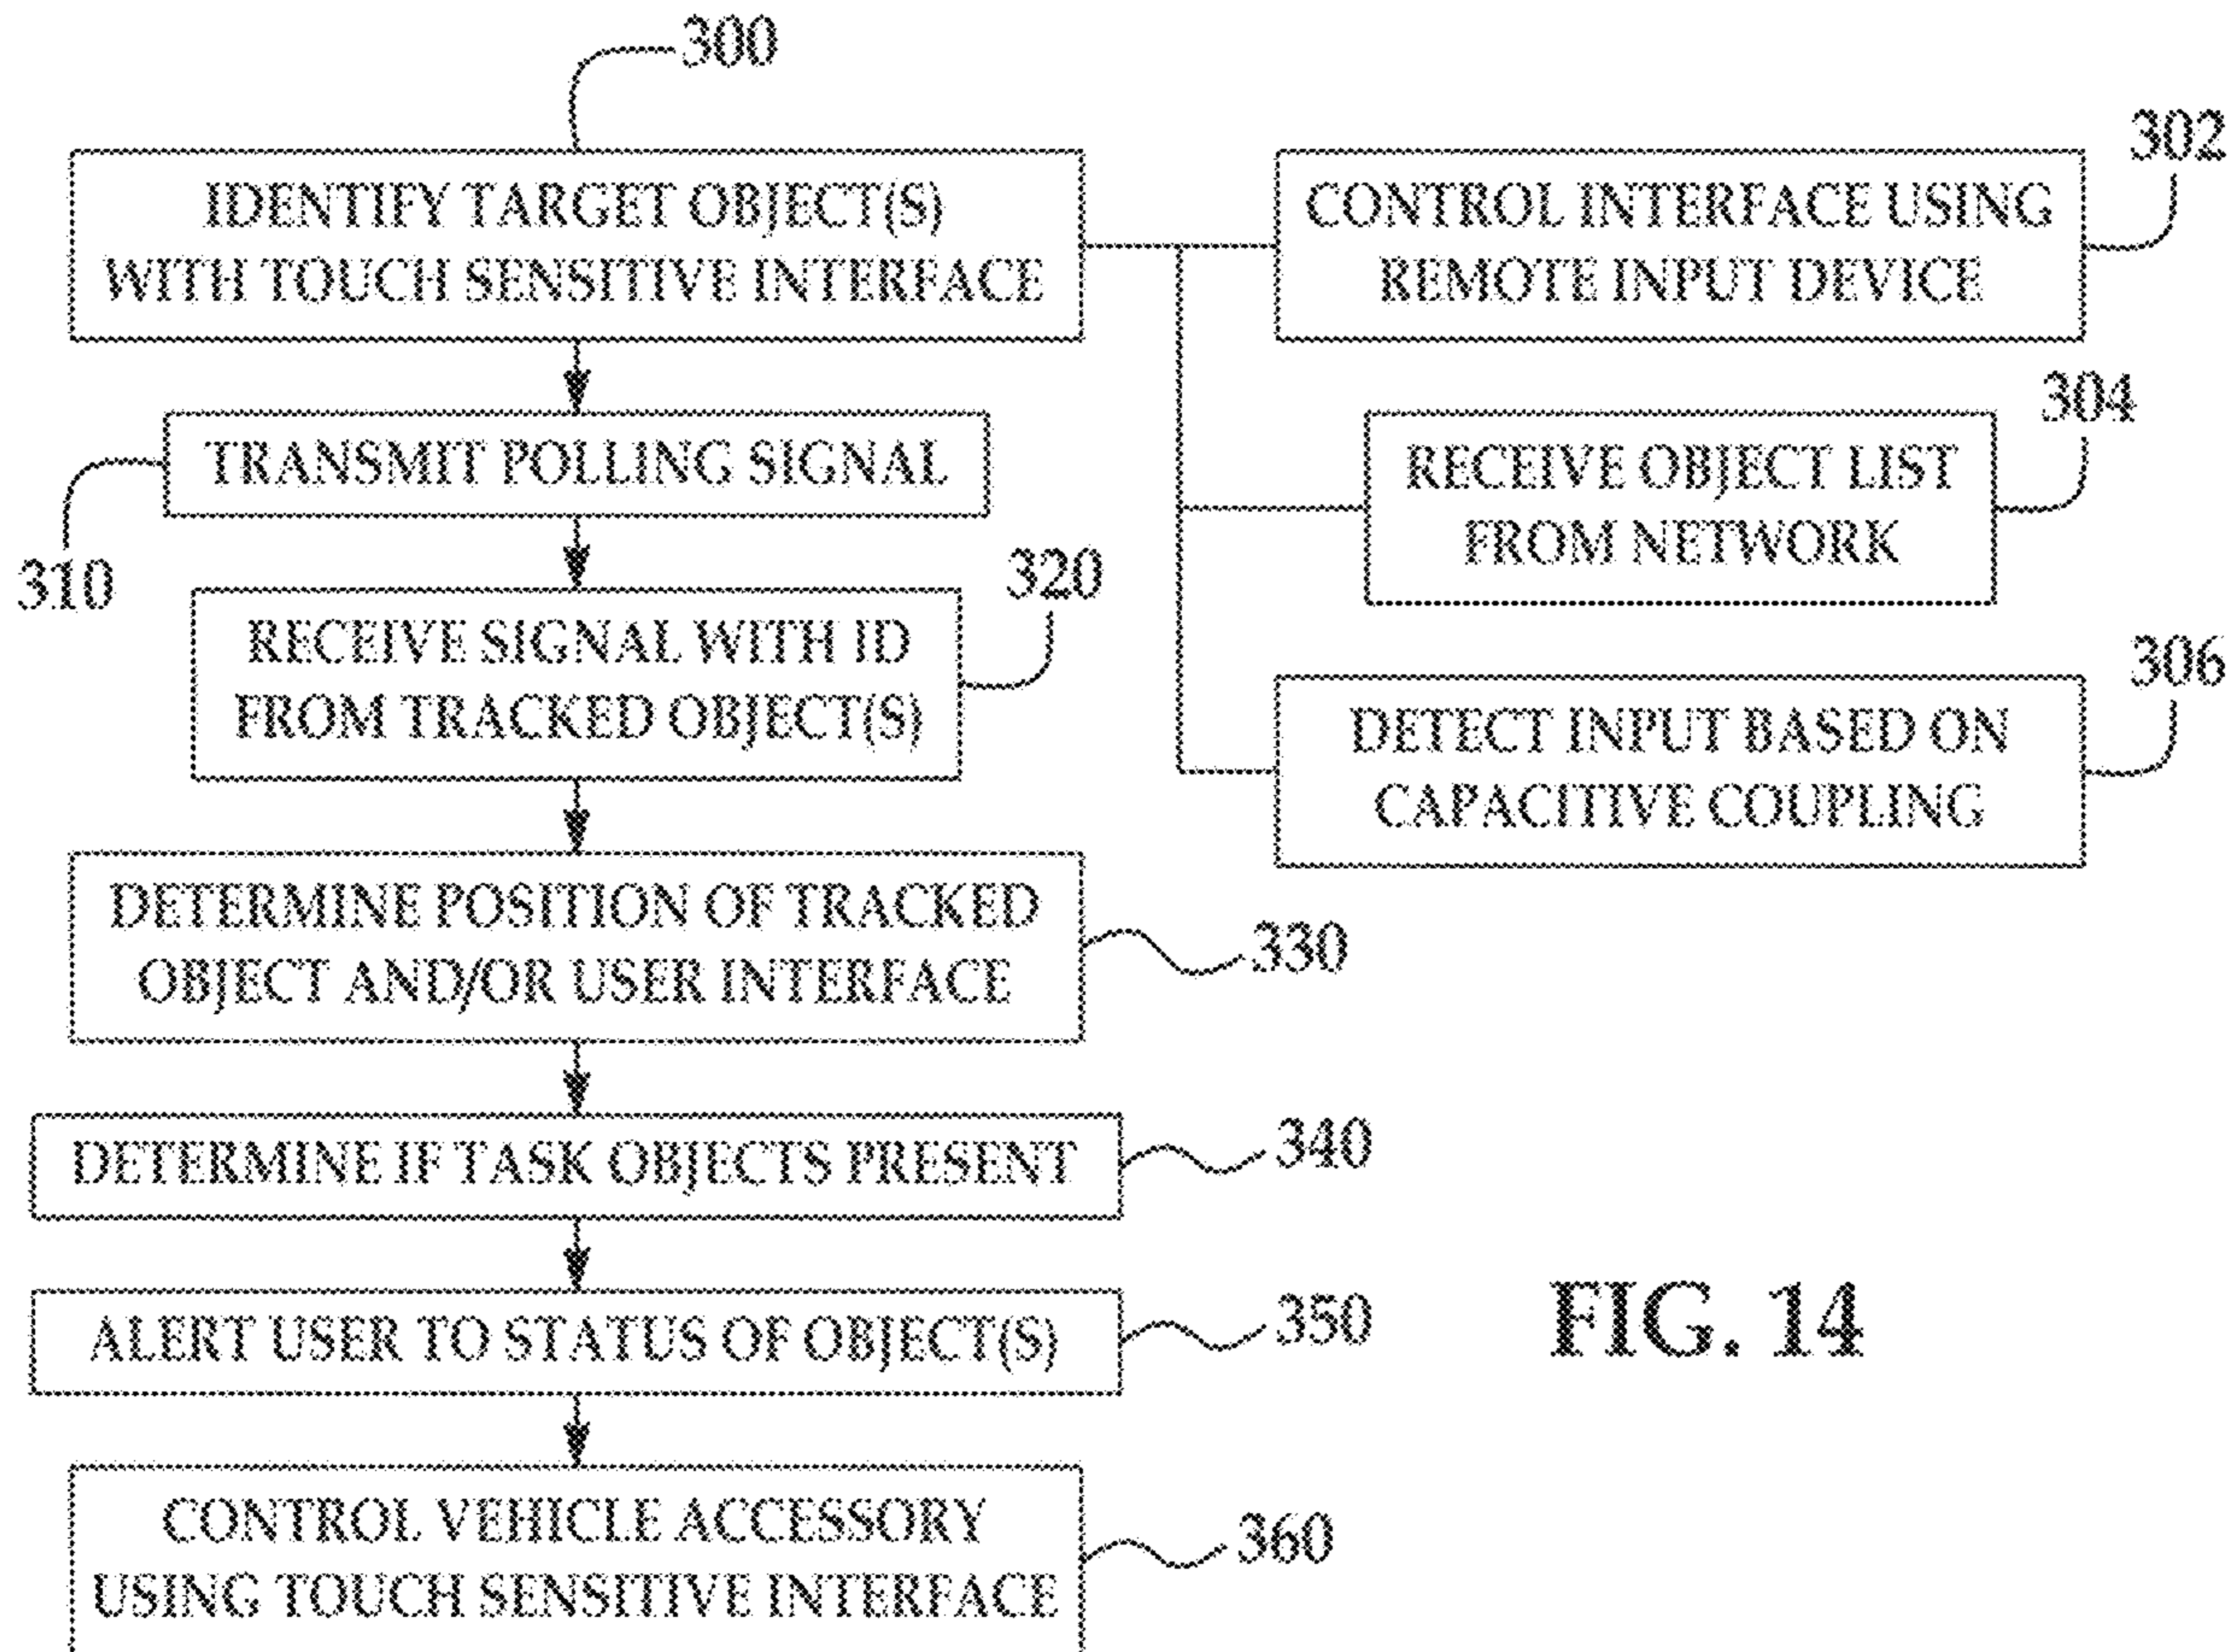 300
IDENTIFY TARGET OBJECT(S)
WITH TOUCH SENSITIVE INTERFACE
302
CONTROL INTERFACE USING
REMOTE INPUT DEVICE
304
RECEIVE OBJECT LIST
FROM NETWORK
306
DETECT INPUT BASED ON
CAPACITIVE COUPLING
310
TRANSMIT POLLING SIGNAL
320
RECEIVE SIGNAL WITH ID
FROM TRACKED OBJECT(S)
DETERMINE POSITION OF TRACKED
OBJECT AND/OR USER INTERFACE
330
DETERMINE IF TASK OBJECTS PRESENT
340
ALERT USER TO STATUS OF OBJECT(S)
350
CONTROL VEHICLE ACCESSORY
USING TOUCH SENSITIVE INTERFACE
360
FIG. 14